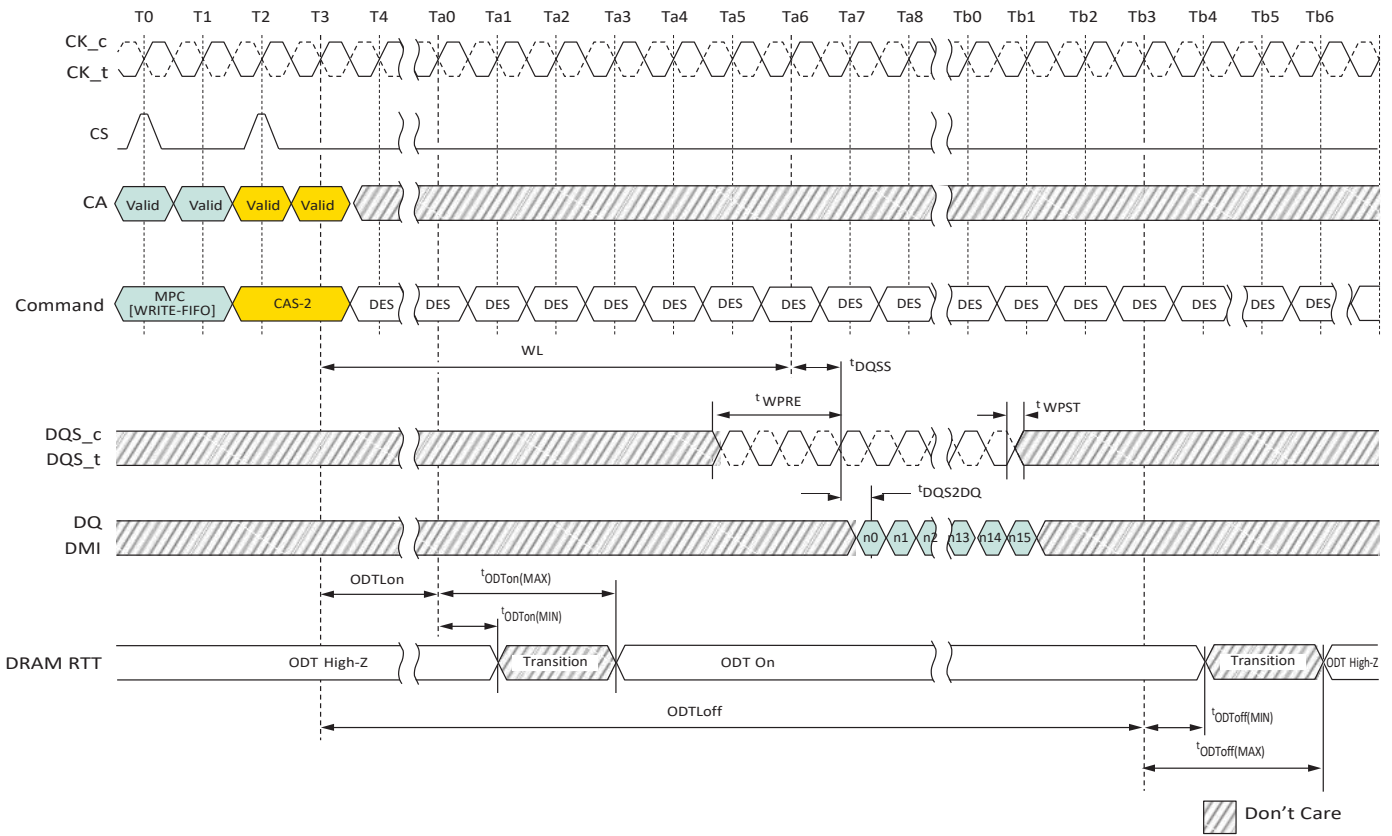 T0 T1 T2 T3 T4 Ta0 Ta1 Ta2 Ta3 Ta4 Ta5 Ta6 Ta7 Ta8 Tb0 Tb1 Tb2 Tb3 Tb4 Tb5 Tb6
CK_c
CK_t
CS
CA Valid Valid Valid Valid
Command MPC [WRITE-FIFO] CAS-2 DES DES DES DES DES DES DES DES DES DES DES DES DES DES DES DES DES
WL
tDQSS
tWPRE
tWPST
DQS_c
DQS_t
tDQS2DQ
DQ
DMI
n0 n1 n2 n13 n14 n15
ODTLon
tODTon(MAX)
tODTon(MIN)
DRAM RTT ODT High-Z Transition ODT On Transition ODT High-Z
ODTLoff
tODToff(MIN)
tODToff(MAX)
Don't Care